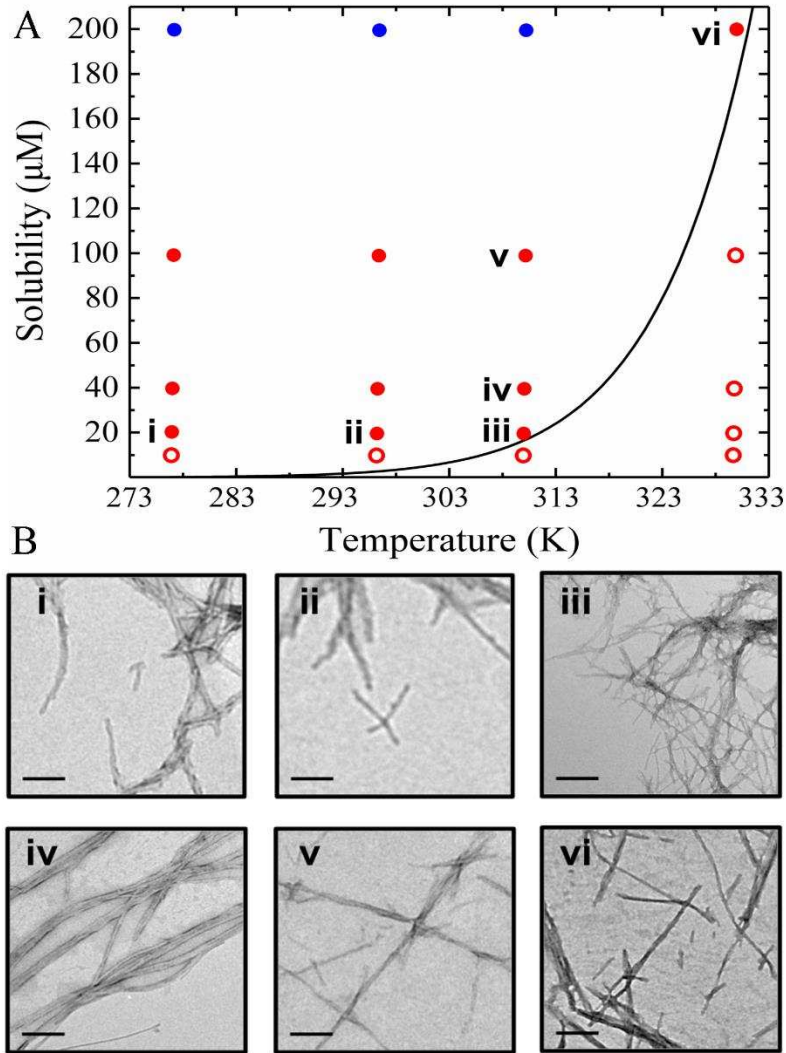 A
Solubility (μM)
200
180
160
140
120
100
80
60
40
20
vi
v
iv
i
ii
iii
273
283
293
303
313
323
333
Temperature (K)
B
i
ii
iii
iv
v
vi